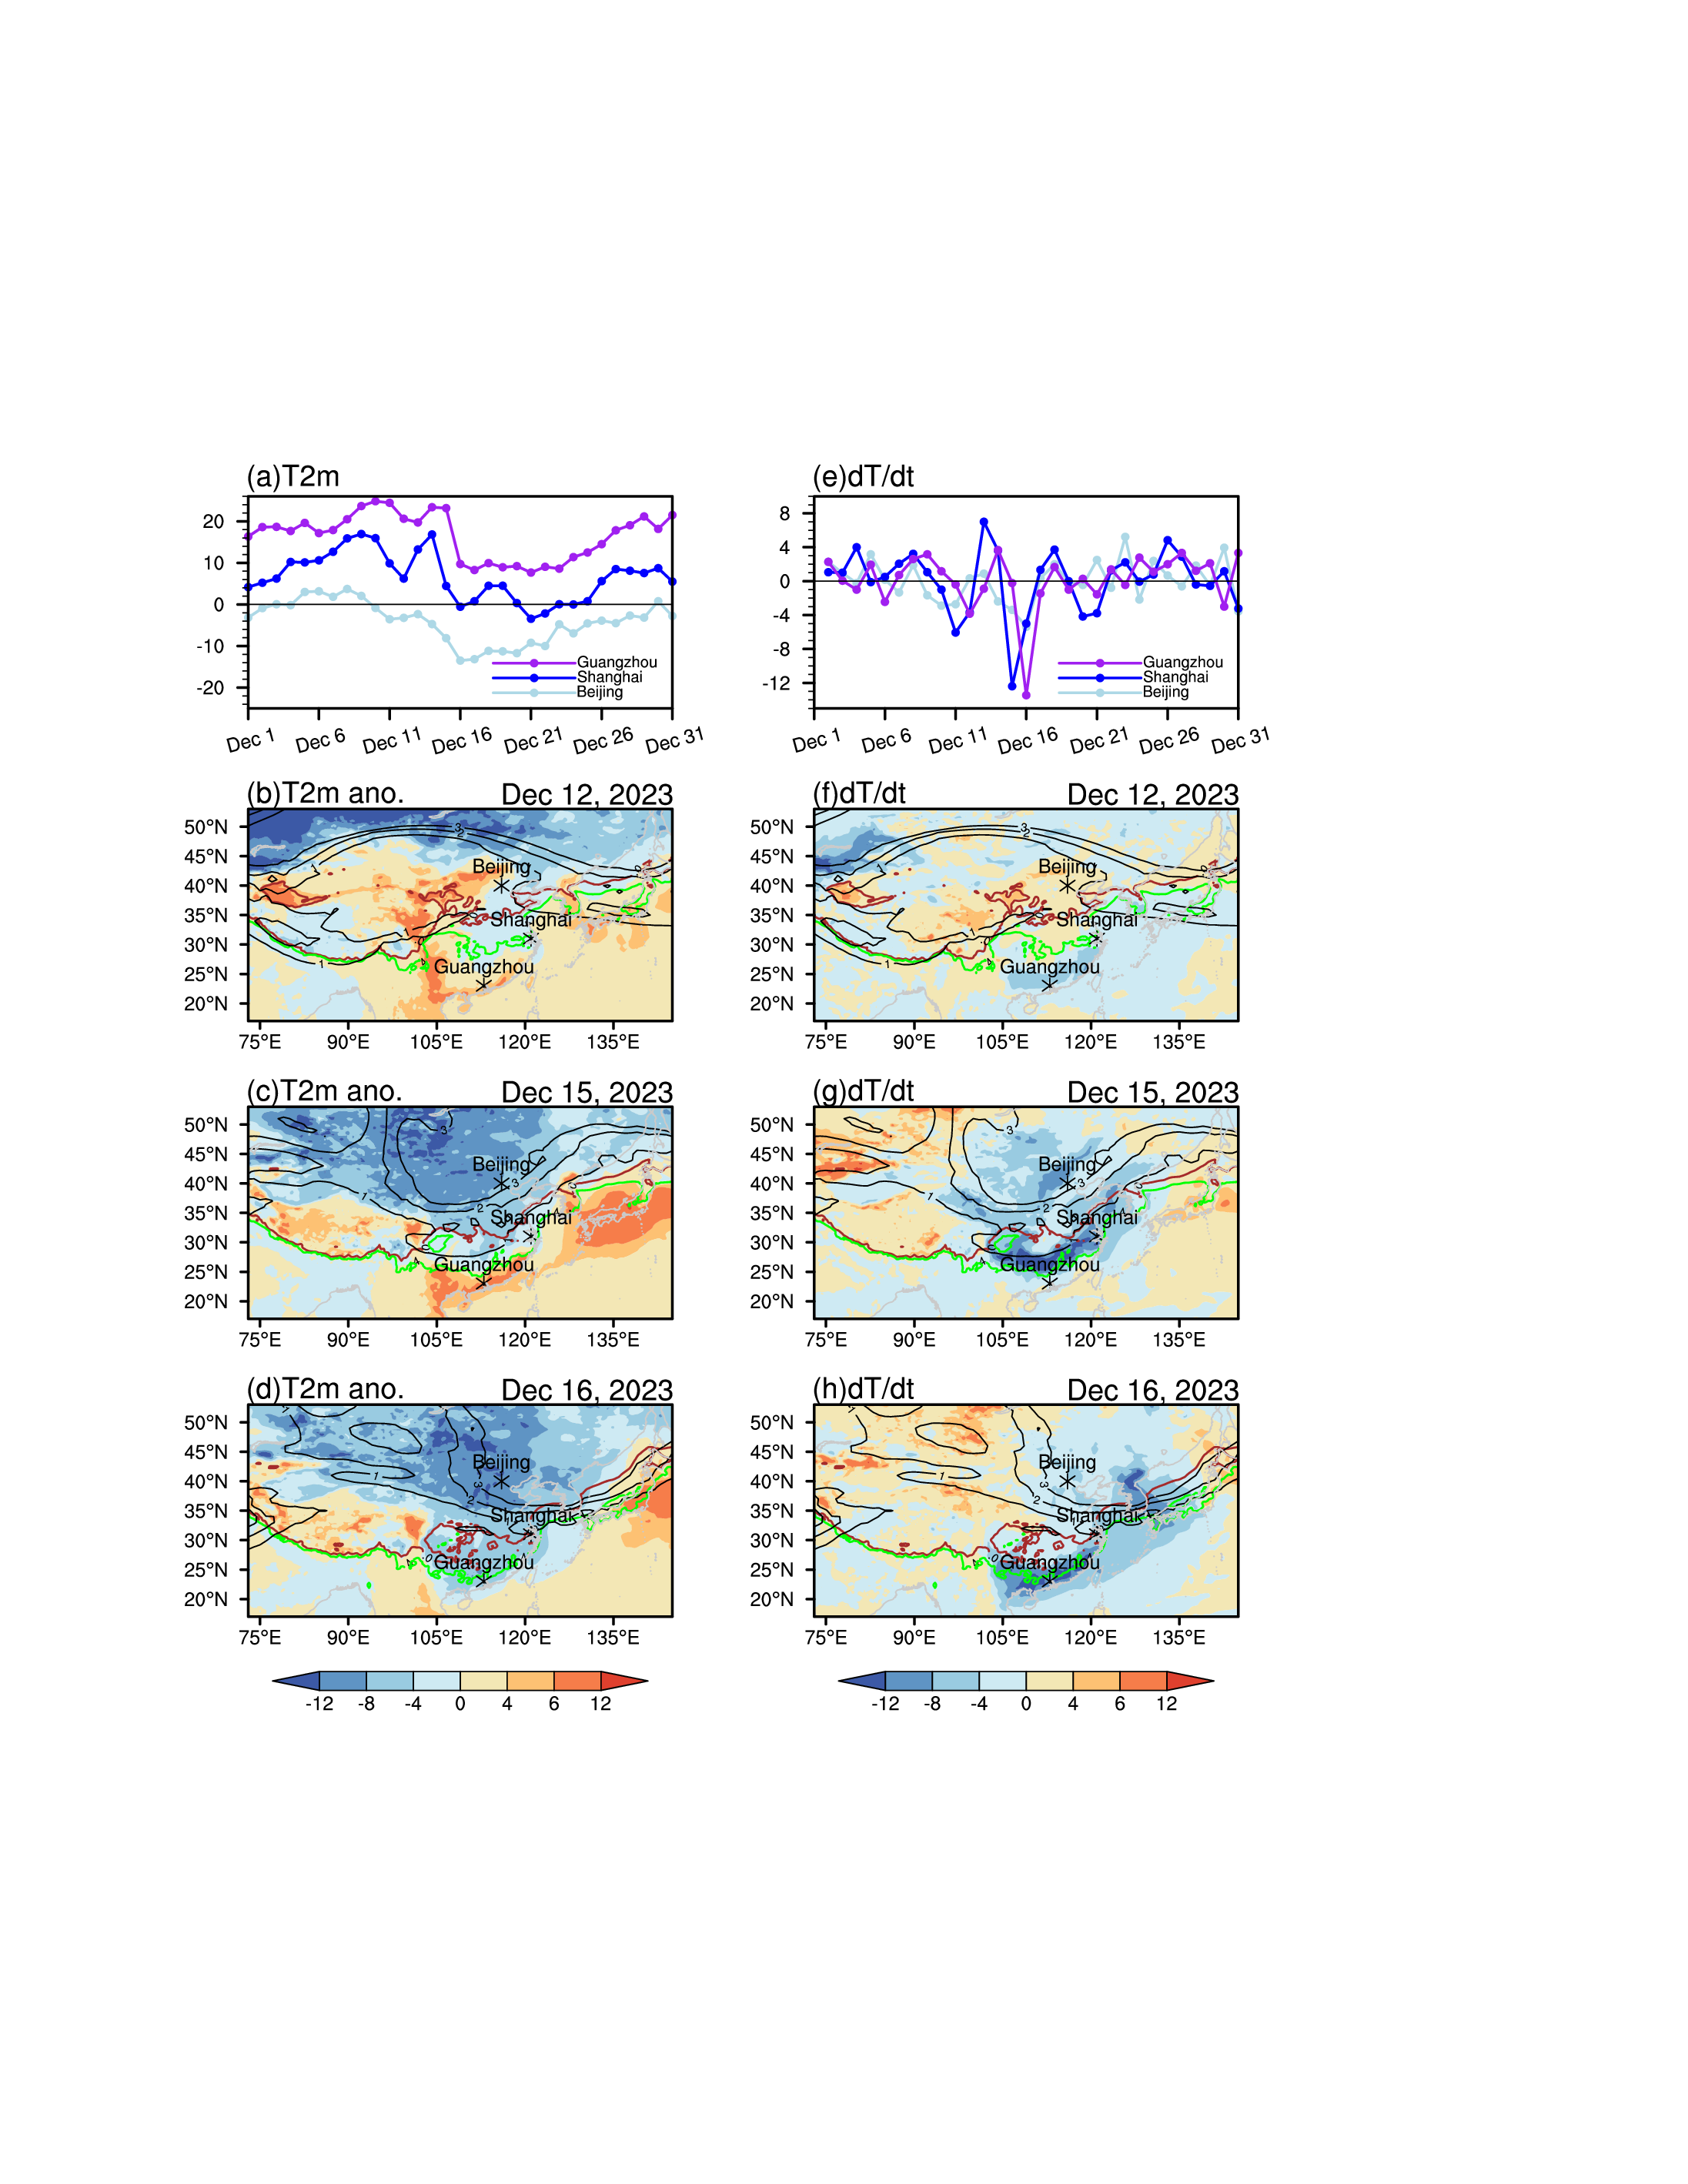 (a)T2m
20
10
0
-10
-20
Guangzhou
Shanghai
Beijing
Dec 1
Dec 6
Dec 11
Dec 16
Dec 21
Dec 26
Dec 31
(e)dT/dt
8
4
0
-4
-8
-12
Guangzhou
Shanghai
Beijing
Dec 1
Dec 6
Dec 11
Dec 16
Dec 21
Dec 26
Dec 31
(b)T2m ano. Dec 12, 2023
50°N
45°N
40°N
35°N
30°N
25°N
20°N
Beijing
Shanghai
Guangzhou
75°E 90°E 105°E 120°E 135°E
(f)dT/dt Dec 12, 2023
50°N
45°N
40°N
35°N
30°N
25°N
20°N
Beijing
Shanghai
Guangzhou
75°E 90°E 105°E 120°E 135°E
(c)T2m ano. Dec 15, 2023
50°N
45°N
40°N
35°N
30°N
25°N
20°N
Beijing
Shanghai
Guangzhou
75°E 90°E 105°E 120°E 135°E
(g)dT/dt Dec 15, 2023
50°N
45°N
40°N
35°N
30°N
25°N
20°N
Beijing
Shanghai
Guangzhou
75°E 90°E 105°E 120°E 135°E
(d)T2m ano. Dec 16, 2023
50°N
45°N
40°N
35°N
30°N
25°N
20°N
Beijing
Shanghai
Guangzhou
75°E 90°E 105°E 120°E 135°E
(h)dT/dt Dec 16, 2023
50°N
45°N
40°N
35°N
30°N
25°N
20°N
Beijing
Shanghai
Guangzhou
75°E 90°E 105°E 120°E 135°E
-12 -8 -4 0 4 6 12
-12 -8 -4 0 4 6 12